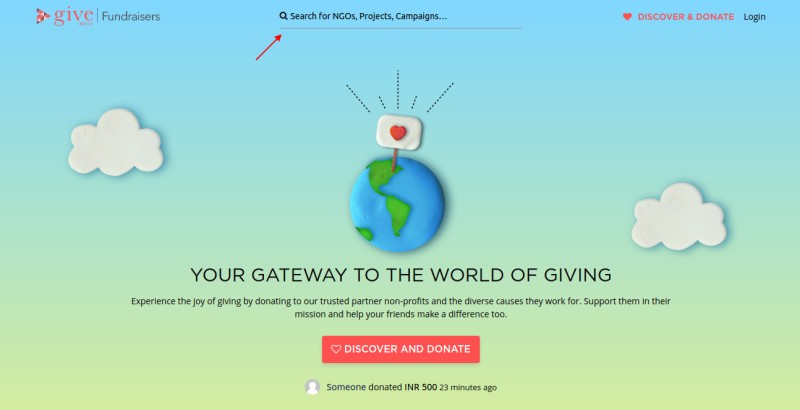 give | Fundraisers
INDIA
Search for NGOs, Projects, Campaigns...
DISCOVER & DONATE
Login
YOUR GATEWAY TO THE WORLD OF GIVING
Experience the joy of giving by donating to our trusted partner non-profits and the diverse causes they work for. Support them in their
mission and help your friends make a difference too.
DISCOVER AND DONATE
Someone donated INR 500 23 minutes ago